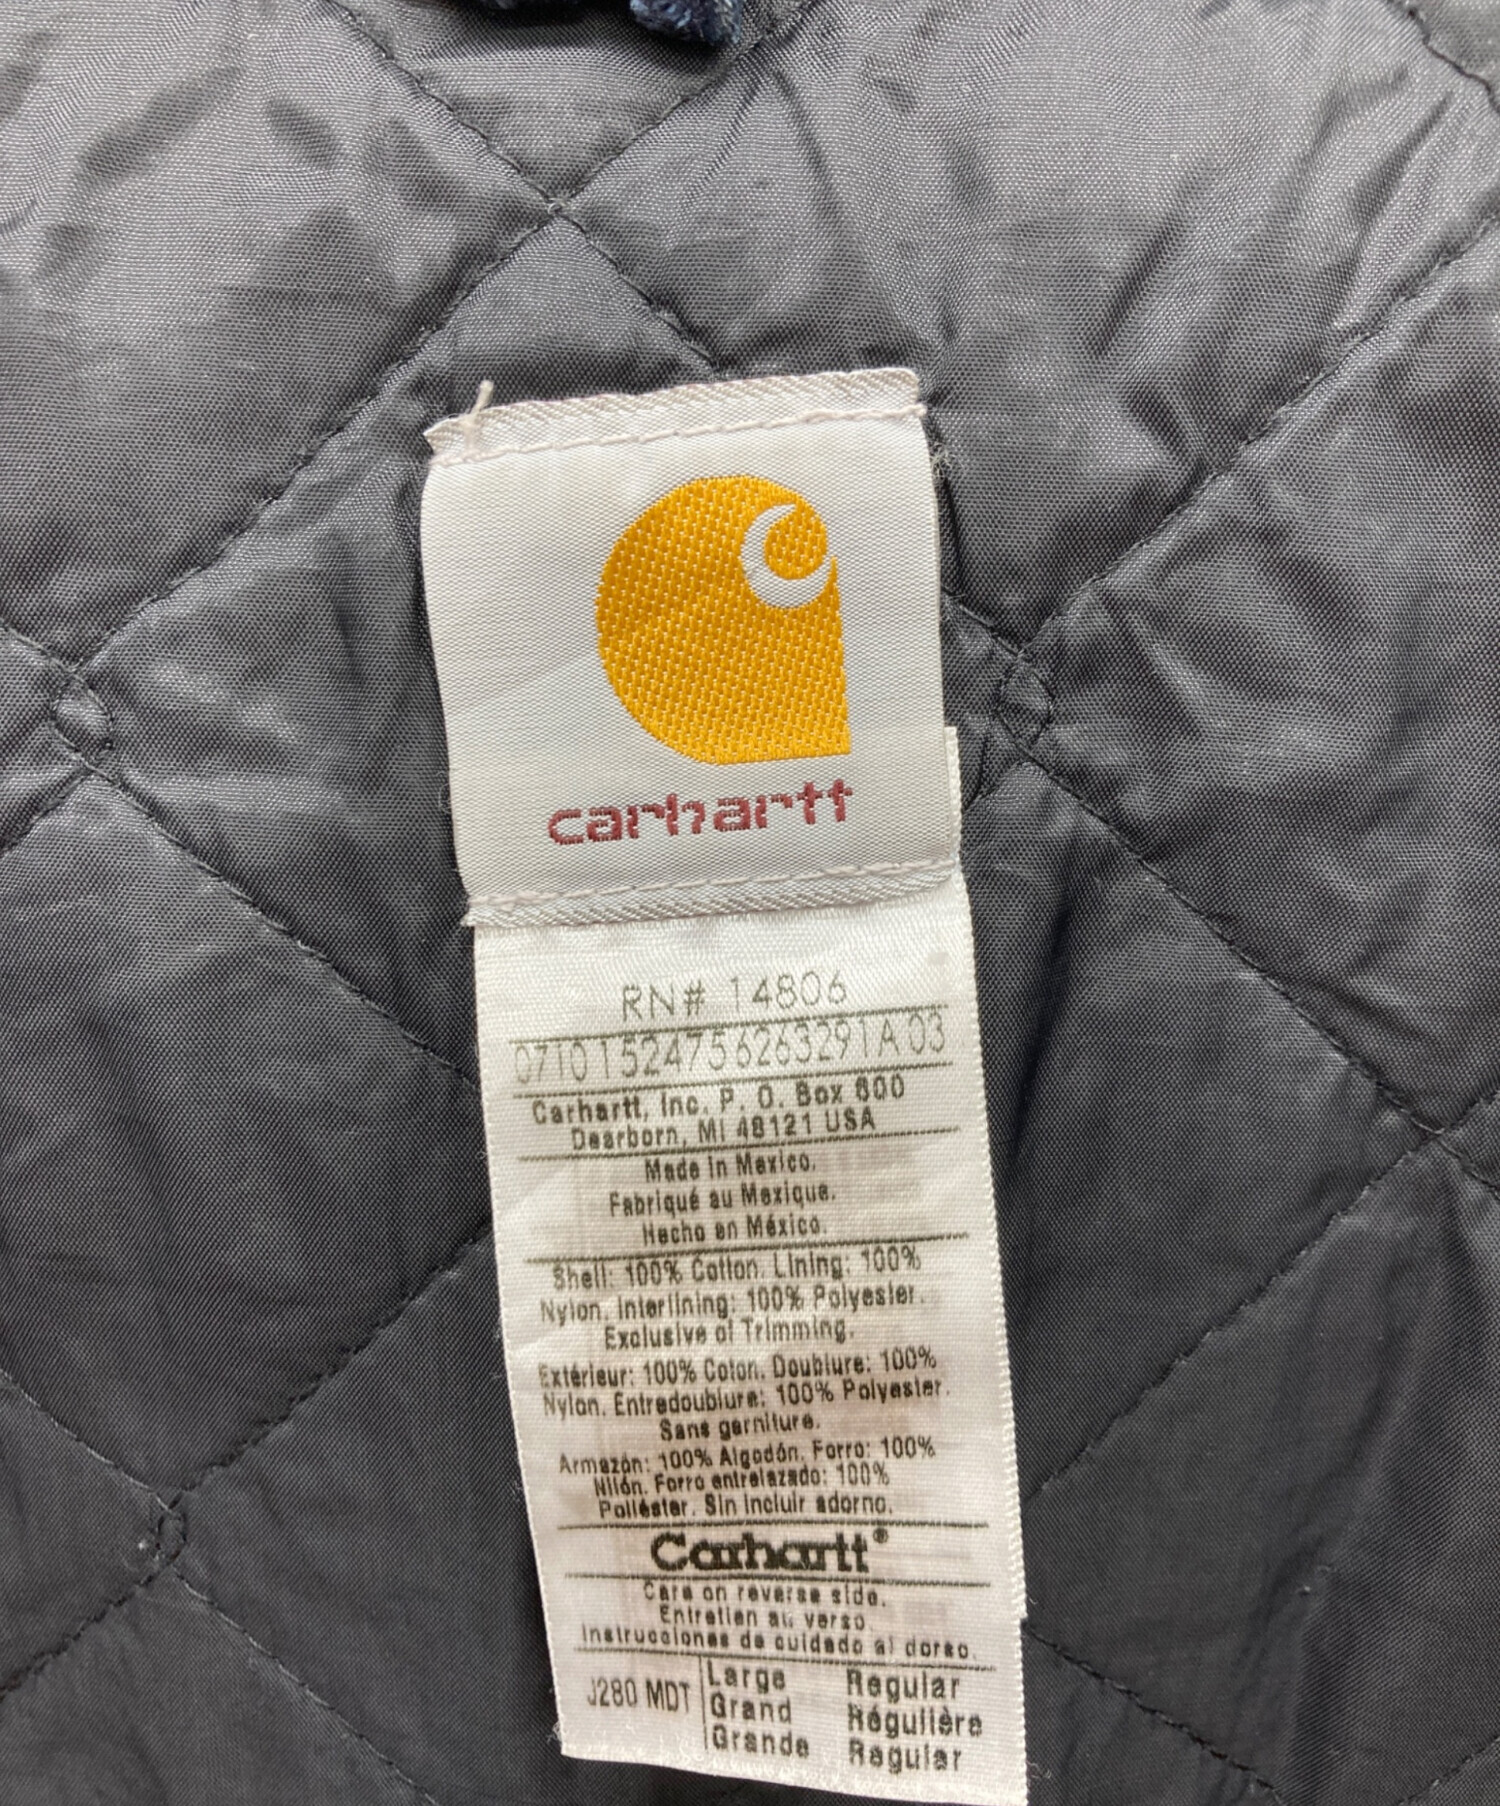 carhartt
RN# 14806
0710152475626329​1A03
Carhartt, Inc. P. O. Box 600
Dearborn, MI 48121 USA
Made in Mexico.
Fabriqué au Mexique.
Hecho en México.
Shell: 100% Cotton. Lining: 100%
Nylon. Interlining: 100% Polyester.
Exclusive of Trimming.
Extérieur: 100% Coton. Doublure: 100%
Nylon. Entredoublure: 100% Polyester.
Sans garniture.
Armazón: 100% Algodón. Forro: 100%
Nilón. Forro entrelazado: 100%
Poliéster. Sin incluir adorno.
Carhartt®
Care on reverse side.
Entretien au verso.
Instrucciones de cuidado al dorso.
J280 MDT Large Regular
Grand Régulière
Grande Regular